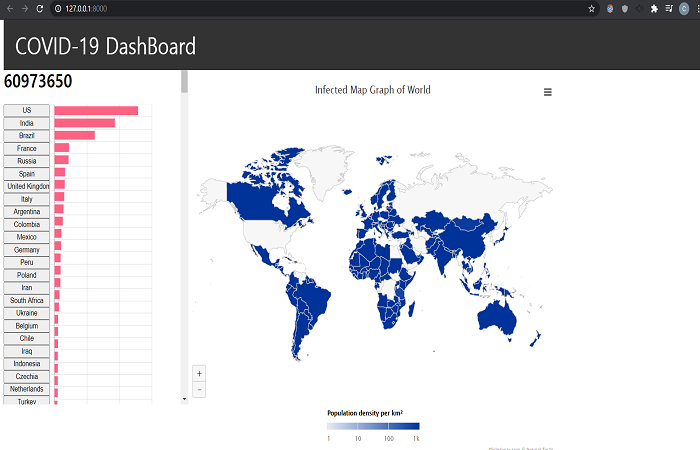 127.0.0.1:8000
C
COVID-19 DashBoard
60973650
US
India
Brazil
France
Russia
Spain
United Kingdom
Italy
Argentina
Colombia
Mexico
Germany
Peru
Poland
Iran
South Africa
Ukraine
Belgium
Chile
Iraq
Indonesia
Czechia
Netherlands
Turkey
Infected Map Graph of World
+
−
Population density per km²
1 10 100 1k